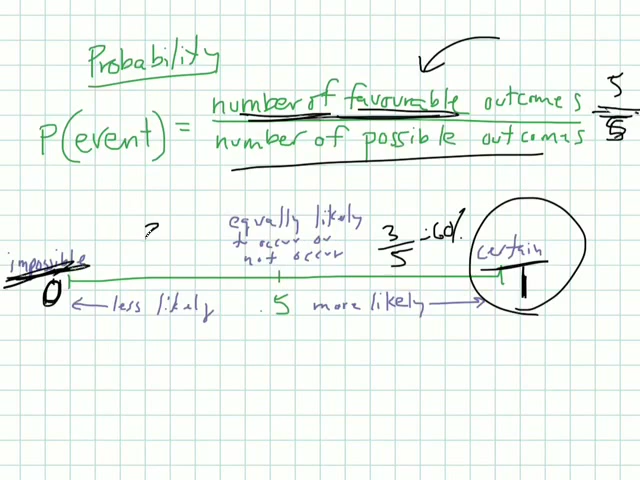 Probability
P(event) = number of favourable outcomes / number of possible outcomes = 5/5
?
equally likely
to occur or
not occur
3/5 = 60%
impossible
certain
0
1
less likely
.5
more likely